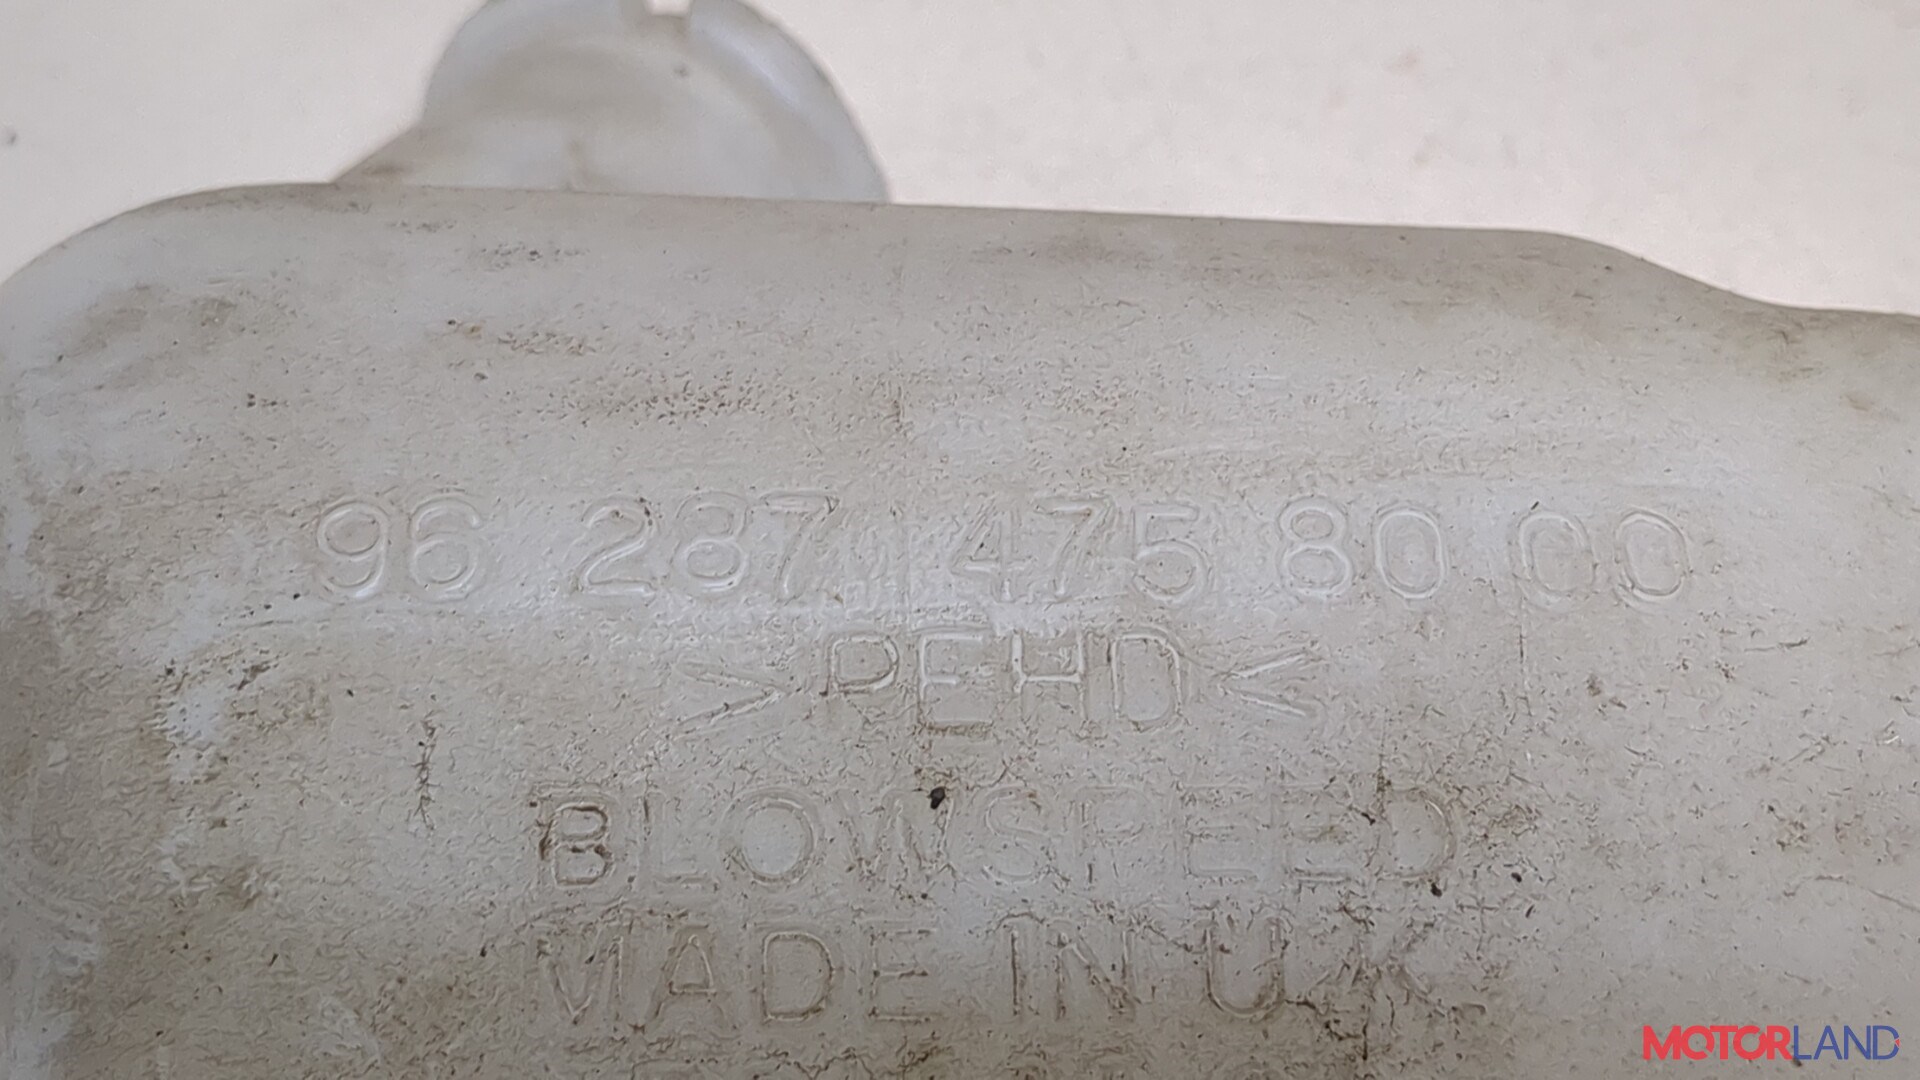 96 287 475 80 00
>PEHD<
BLOWSPEED
MADE IN U.K
MOTORLAND